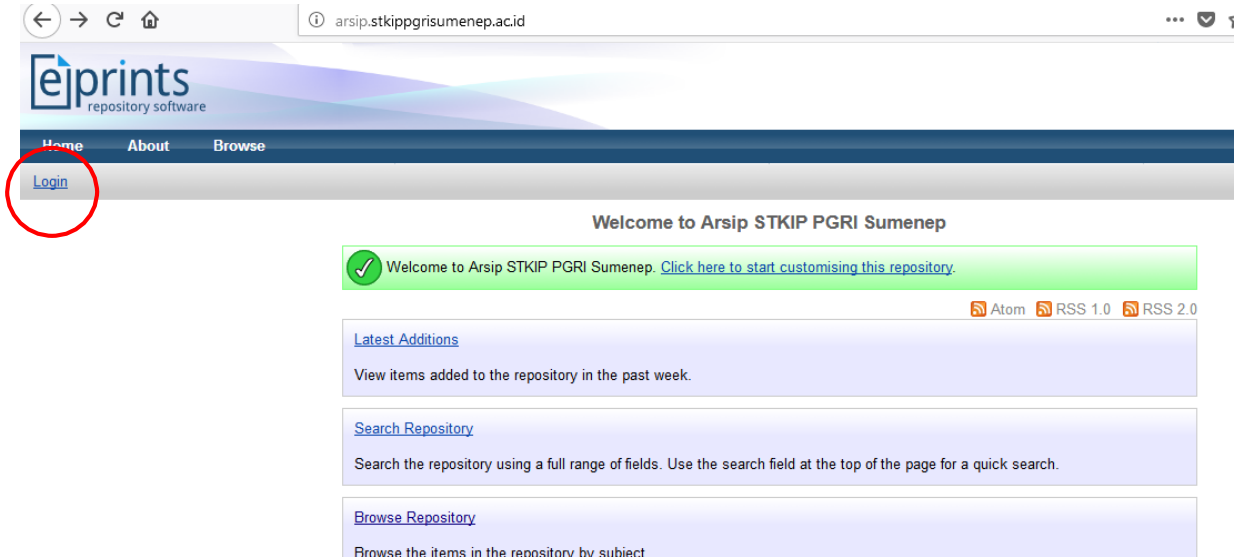 arsip.stkippgrisumenep.ac.id
eprints
repository software
Home About Browse
Login
Welcome to Arsip STKIP PGRI Sumenep
Welcome to Arsip STKIP PGRI Sumenep. Click here to start customising this repository.
Atom RSS 1.0 RSS 2.0
Latest Additions
View items added to the repository in the past week.
Search Repository
Search the repository using a full range of fields. Use the search field at the top of the page for a quick search.
Browse Repository
Browse the items in the repository by subject